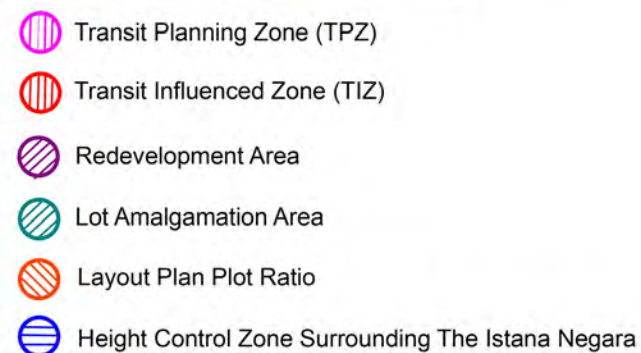 Transit Planning Zone (TPZ)
Transit Influenced Zone (TIZ)
Redevelopment Area
Lot Amalgamation Area
Layout Plan Plot Ratio
Height Control Zone Surrounding The Istana Negara